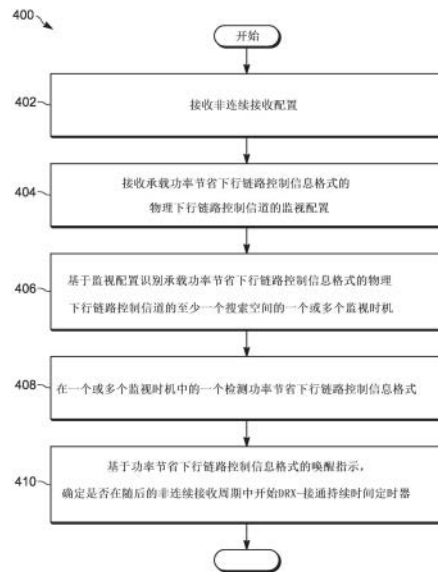 400
开始
402
接收非连续接收配置
404
接收承载功率节省下行链路控制信息格式的
物理下行链路控制信道的监视配置
406
基于监视配置识别承载功率节省下行链路控制信息格式的物理
下行链路控制信道的至少一个搜索空间的一个或多个监视时机
408
在一个或多个监视时机中的一个检测功率节省下行链路控制信息格式
410
基于功率节省下行链路控制信息格式的唤醒指示,
确定是否在随后的非连续接收周期中开始DRX-接通持续时间定时器